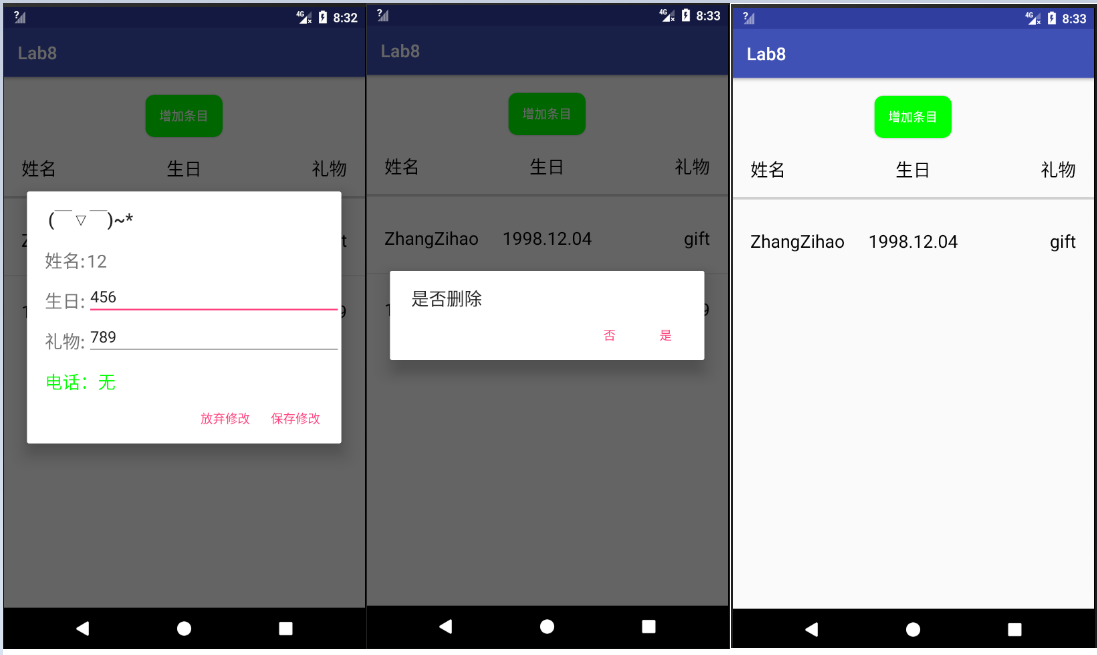 8:32
Lab8
增加条目
姓名 生日 礼物
(￣▽￣)~*
姓名:12
生日: 456
礼物: 789
电话：无
放弃修改 保存修改
8:33
Lab8
增加条目
姓名 生日 礼物
ZhangZihao 1998.12.04 gift
是否删除
否 是
8:33
Lab8
增加条目
姓名 生日 礼物
ZhangZihao 1998.12.04 gift